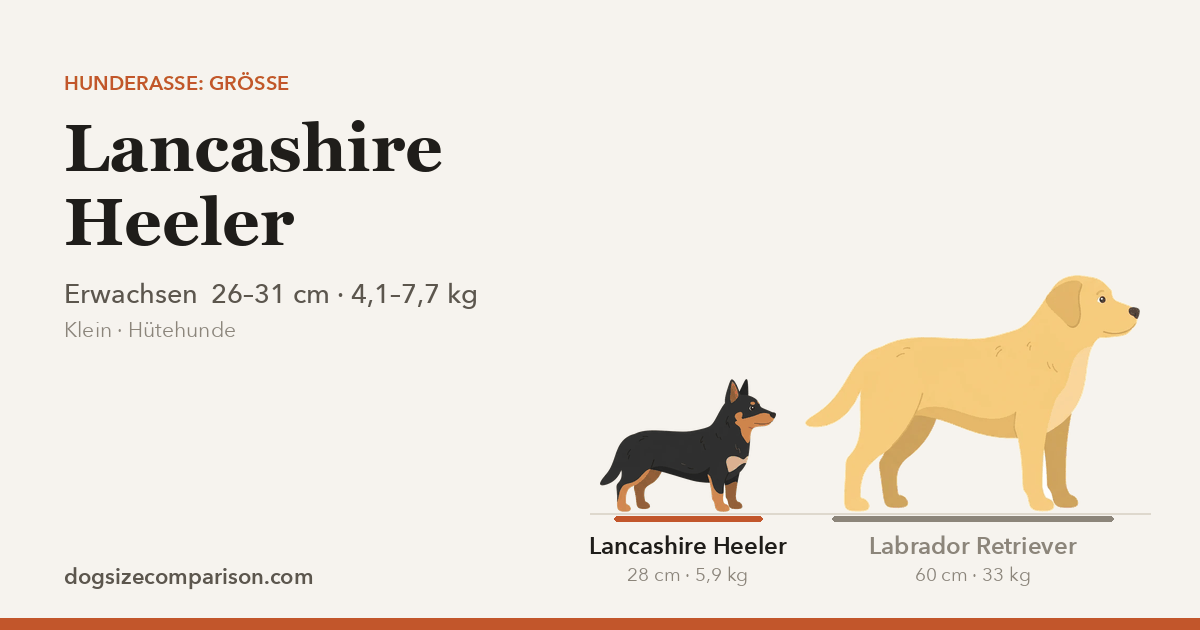 HUNDERASSE: GRÖSSE
Lancashire
Heeler
Erwachsen 26–31 cm · 4,1–7,7 kg
Klein · Hütehunde
Lancashire Heeler
28 cm · 5,9 kg
Labrador Retriever
60 cm · 33 kg
dogsizecomparison.com